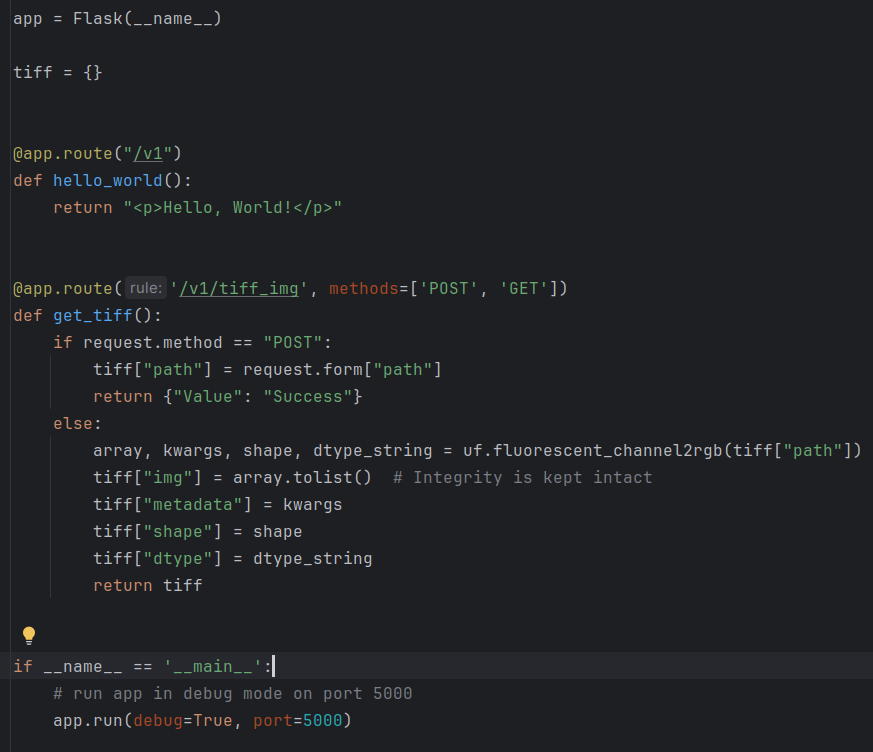 app = Flask(__name__)
tiff = {}
@app.route("/v1")
def hello_world():
    return "<p>Hello, World!</p>"
@app.route( rule: '/v1/tiff_img', methods=['POST', 'GET'])
def get_tiff():
    if request.method == "POST":
        tiff["path"] = request.form["path"]
        return {"Value": "Success"}
    else:
        array, kwargs, shape, dtype_string = uf.fluorescent_channel2rgb(tiff["path"])
        tiff["img"] = array.tolist()  # Integrity is kept intact
        tiff["metadata"] = kwargs
        tiff["shape"] = shape
        tiff["dtype"] = dtype_string
        return tiff
if __name__ == '__main__':
    # run app in debug mode on port 5000
    app.run(debug=True, port=5000)